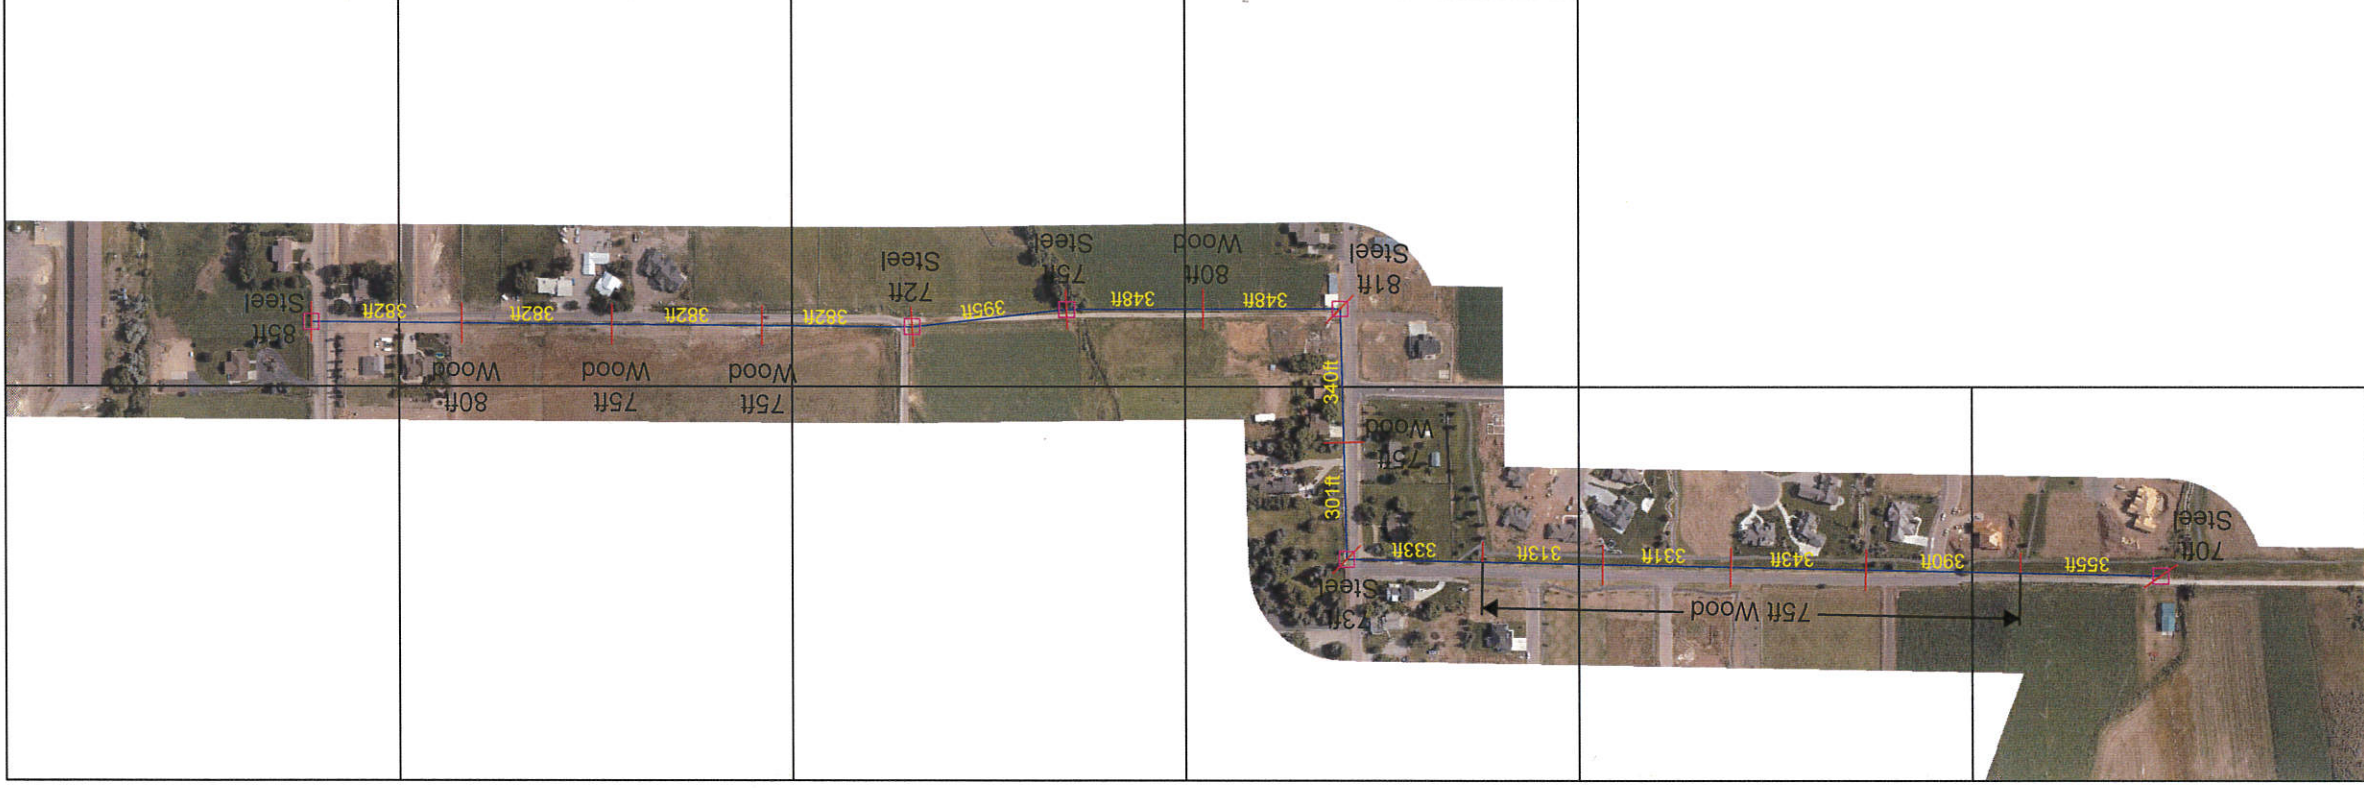 75ft Wood
73ft
Steel
70ft
Steel
355ft
390ft
343ft
331ft
313ft
333ft
301ft
75ft
Wood
340ft
81ft
Steel
348ft
80ft
Wood
348ft
75ft
Steel
395ft
72ft
Steel
382ft
75ft
Wood
382ft
75ft
Wood
382ft
80ft
Wood
382ft
85ft
Steel